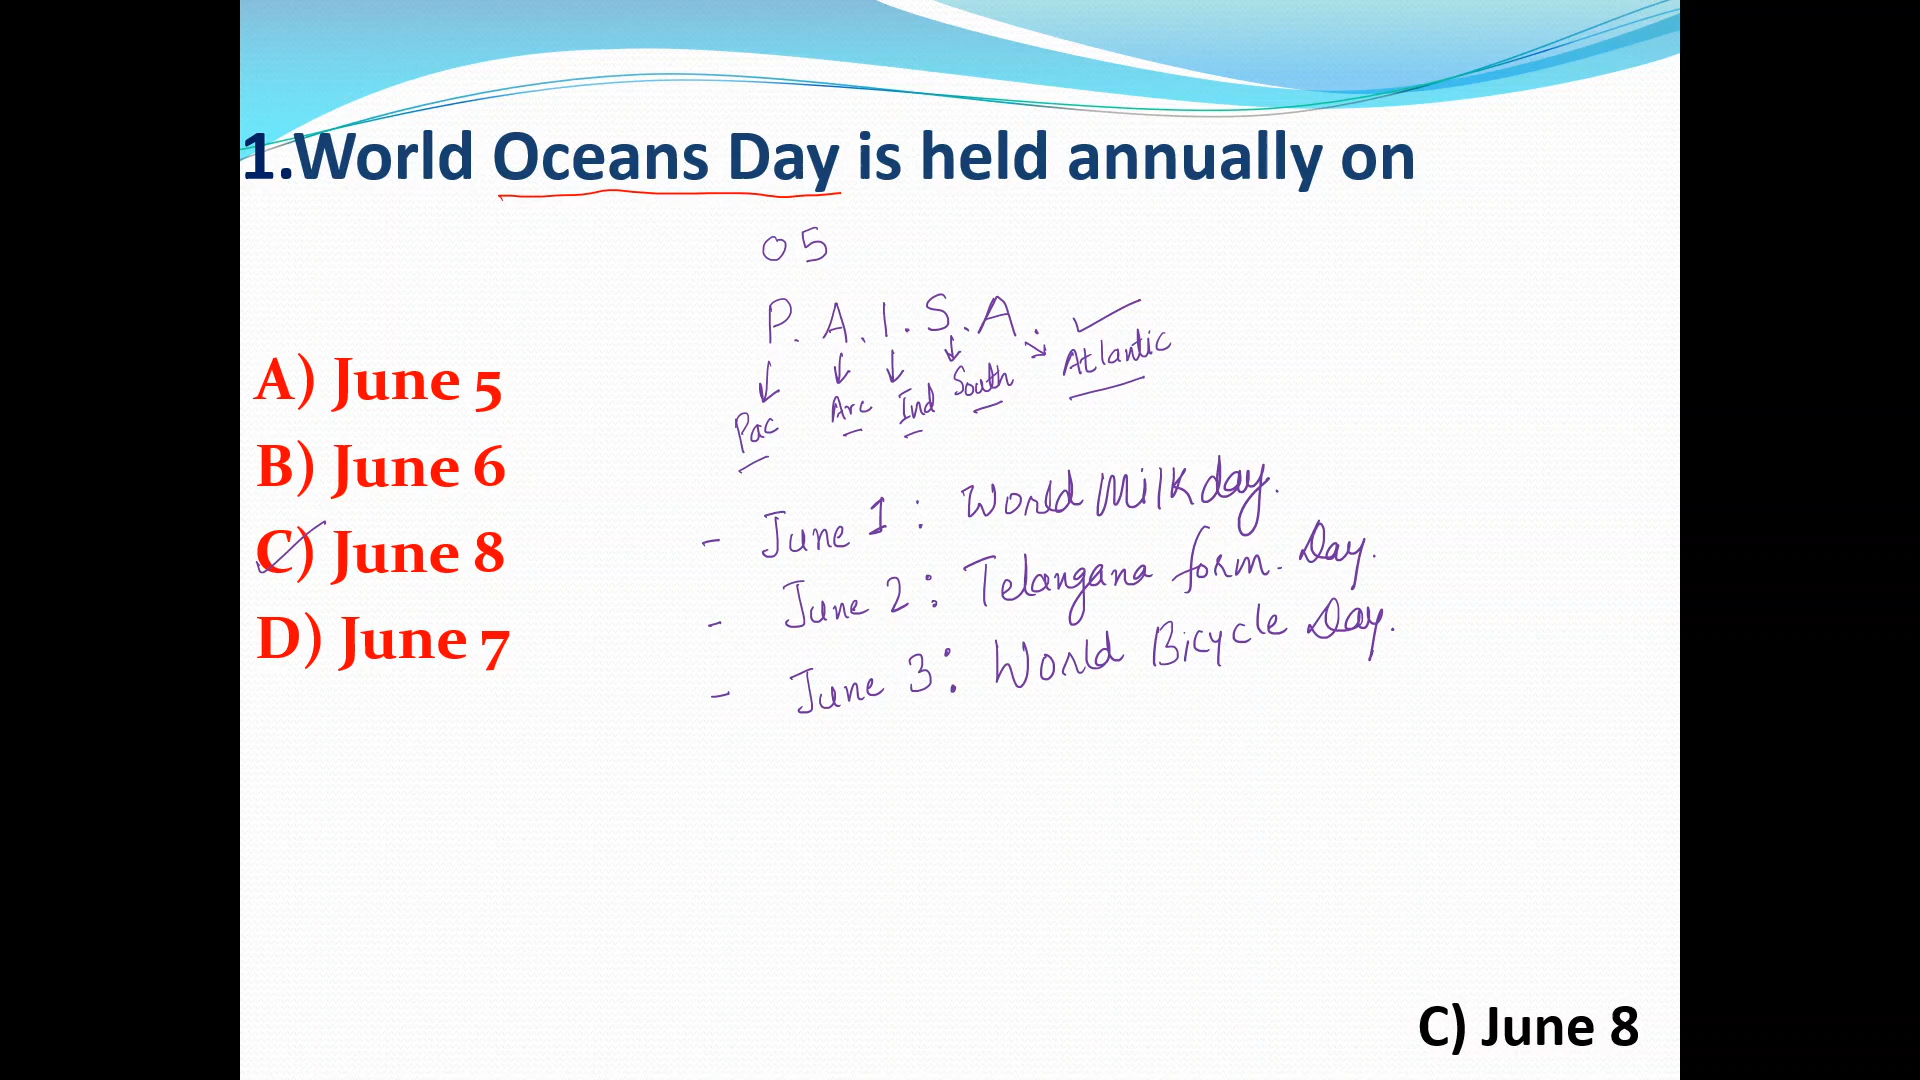 1.World Oceans Day is held annually on
05
P. A. I. S. A.
Pac Arc Ind South Atlantic
A) June 5
B) June 6
C) June 8
D) June 7
- June 1 : World Milk day.
- June 2 : Telangana form. Day.
- June 3 : World Bicycle Day.
C) June 8